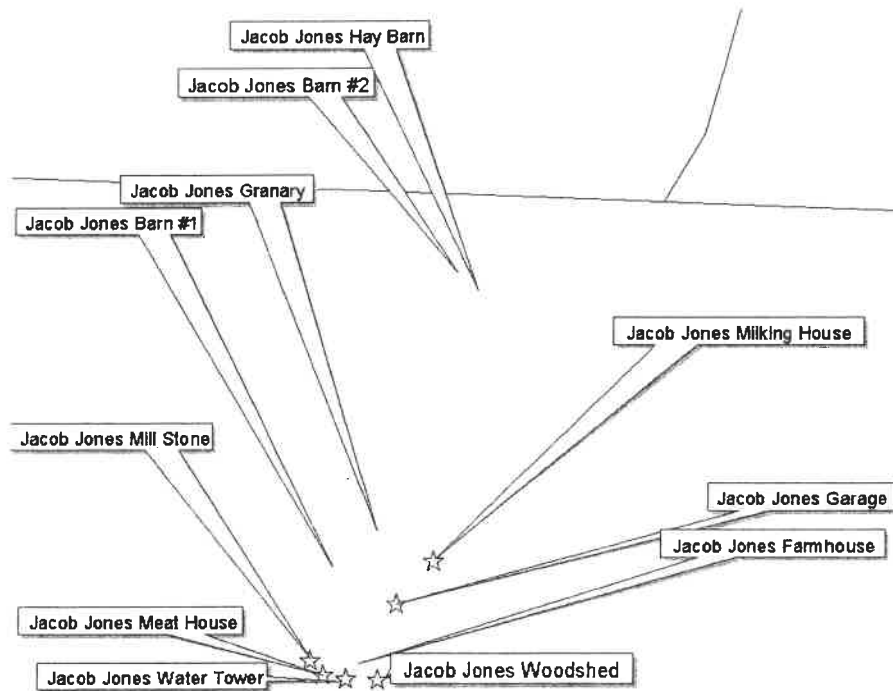 Jacob Jones Hay Barn
Jacob Jones Barn #2
Jacob Jones Granary
Jacob Jones Barn #1
Jacob Jones Milking House
Jacob Jones Mill Stone
Jacob Jones Garage
Jacob Jones Farmhouse
Jacob Jones Meat House
Jacob Jones Water Tower
Jacob Jones Woodshed